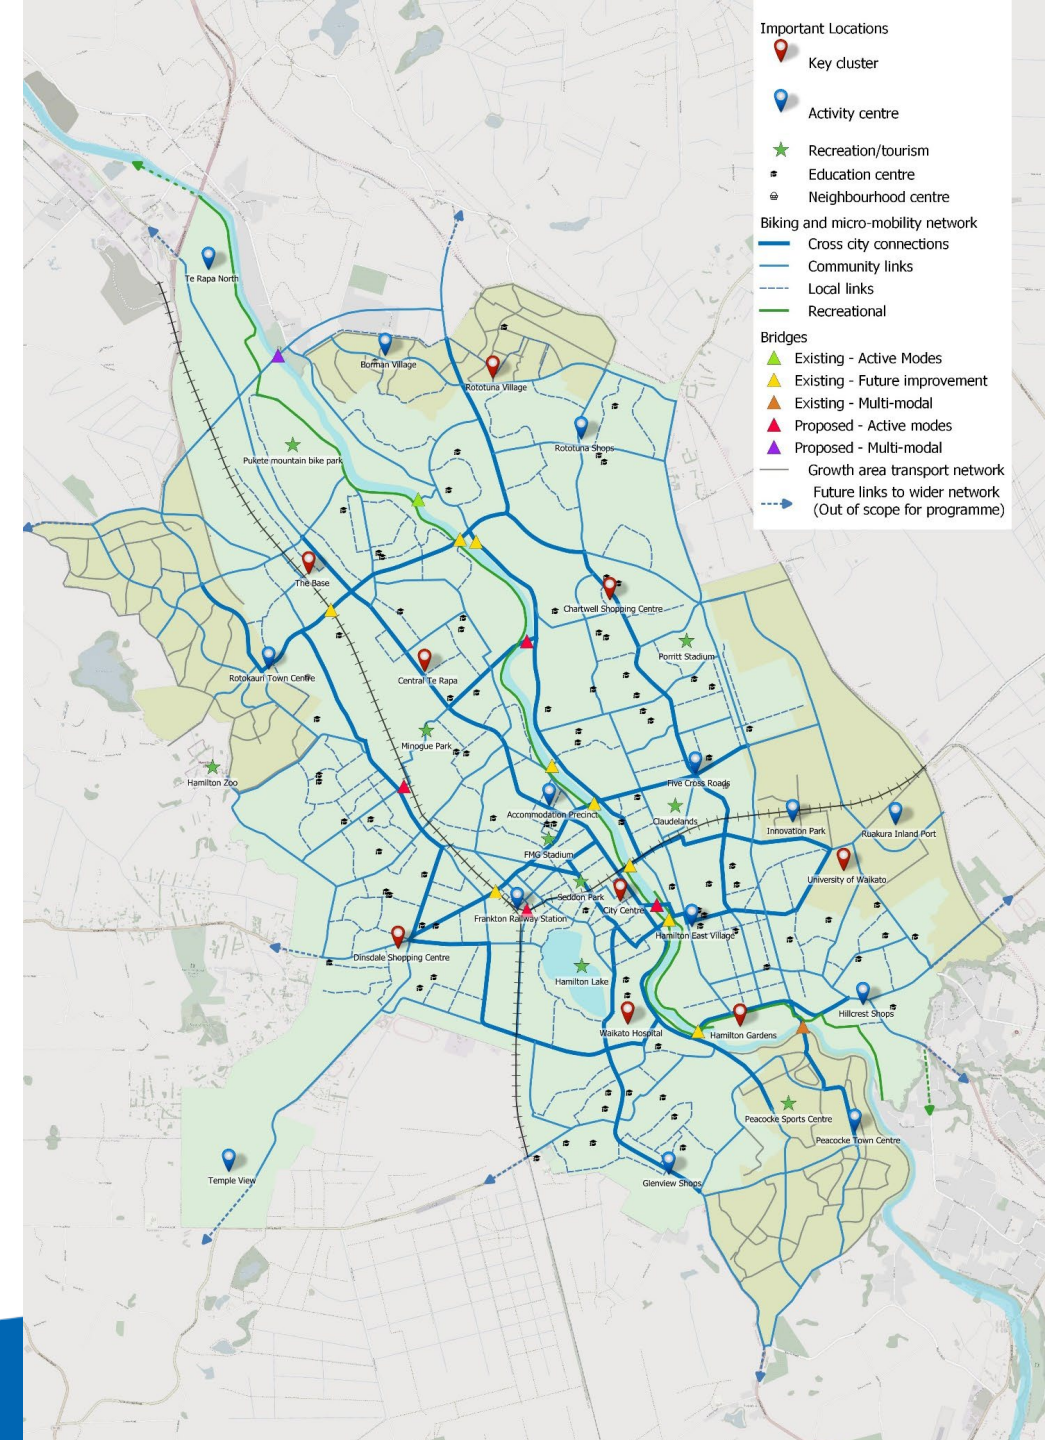 Important Locations
Key cluster
Activity centre
Recreation/tourism
Education centre
Neighbourhood centre
Biking and micro-mobility network
Cross city connections
Community links
Local links
Recreational
Bridges
Existing - Active Modes
Existing - Future improvement
Existing - Multi-modal
Proposed - Active modes
Proposed - Multi-modal
Growth area transport network
Future links to wider network
(Out of scope for programme)
Te Rapa North
Borman Village
Rototuna Village
Rototuna Shops
Pukete mountain bike park
The Base
Chartwell Shopping Centre
Porritt Stadium
Rotokauri Town Centre
Central Te Rapa
Minogue Park
Hamilton Zoo
Five Cross Roads
Accommodation Precinct
Claudelands
Innovation Park
Ruakura Inland Port
FMG Stadium
University of Waikato
Seddon Park
City Centre
Frankton Railway Station
Hamilton East Village
Dinsdale Shopping Centre
Hamilton Lake
Hillcrest Shops
Waikato Hospital
Hamilton Gardens
Peacocke Sports Centre
Peacocke Town Centre
Temple View
Glenview Shops